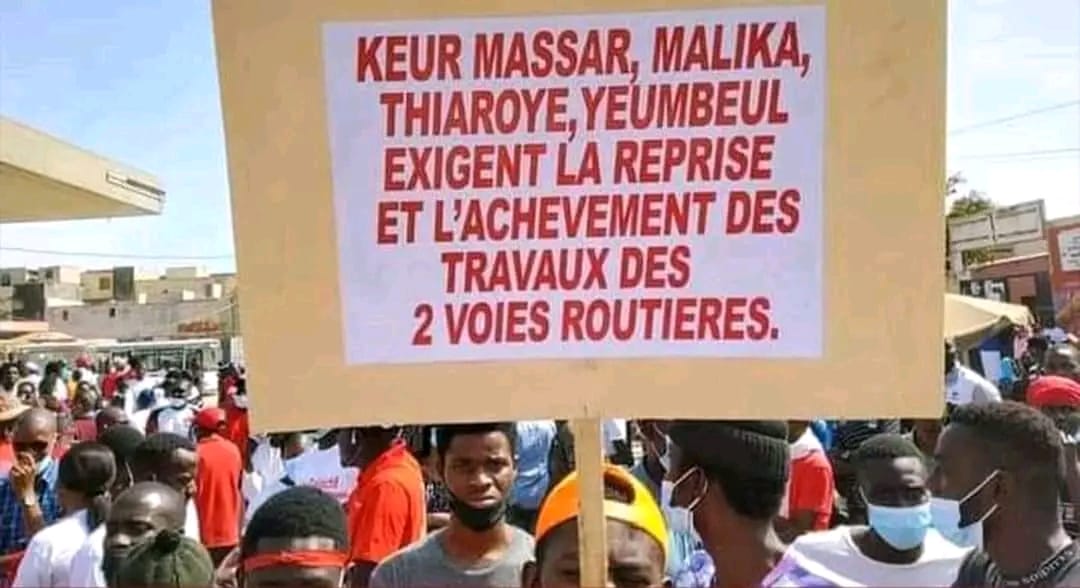 KEUR MASSAR, MALIKA,
THIAROYE,YEUMBEUL
EXIGENT LA REPRISE
ET L'ACHEVEMENT DES
TRAVAUX DES
2 VOIES ROUTIERES.